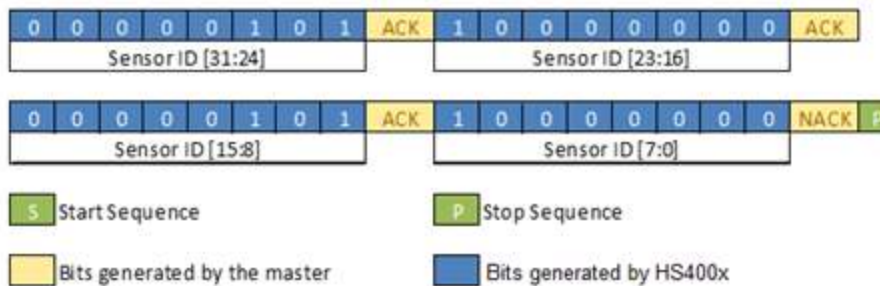 0 0 0 0 0 1 0 1 ACK 1 0 0 0 0 0 0 0 ACK
Sensor ID [31:24] Sensor ID [23:16]
0 0 0 0 0 1 0 1 ACK 1 0 0 0 0 0 0 0 NACK P
Sensor ID [15:8] Sensor ID [7:0]
S Start Sequence P Stop Sequence
Bits generated by the master Bits generated by HS400x